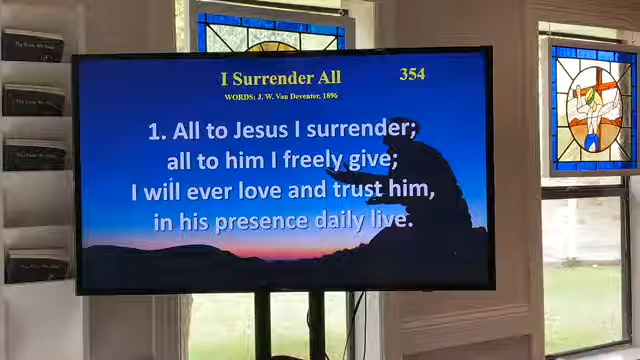 I Surrender All 354
WORDS: J. W. Van Deventer, 1896
1. All to Jesus I surrender;
all to him I freely give;
I will ever love and trust him,
in his presence daily live.